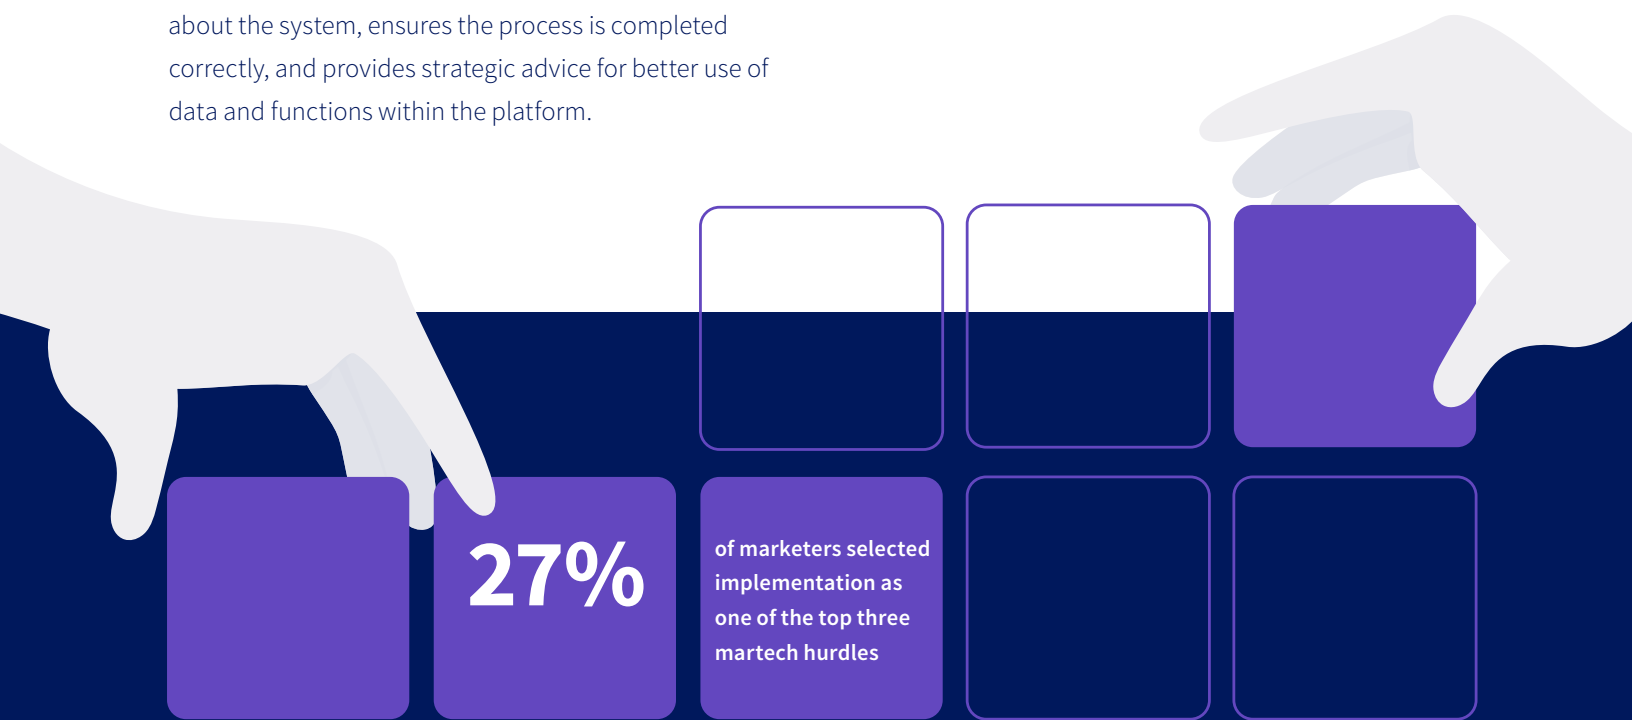 about the system, ensures the process is completed
correctly, and provides strategic advice for better use of
data and functions within the platform.
27%
of marketers selected
implementation as
one of the top three
martech hurdles